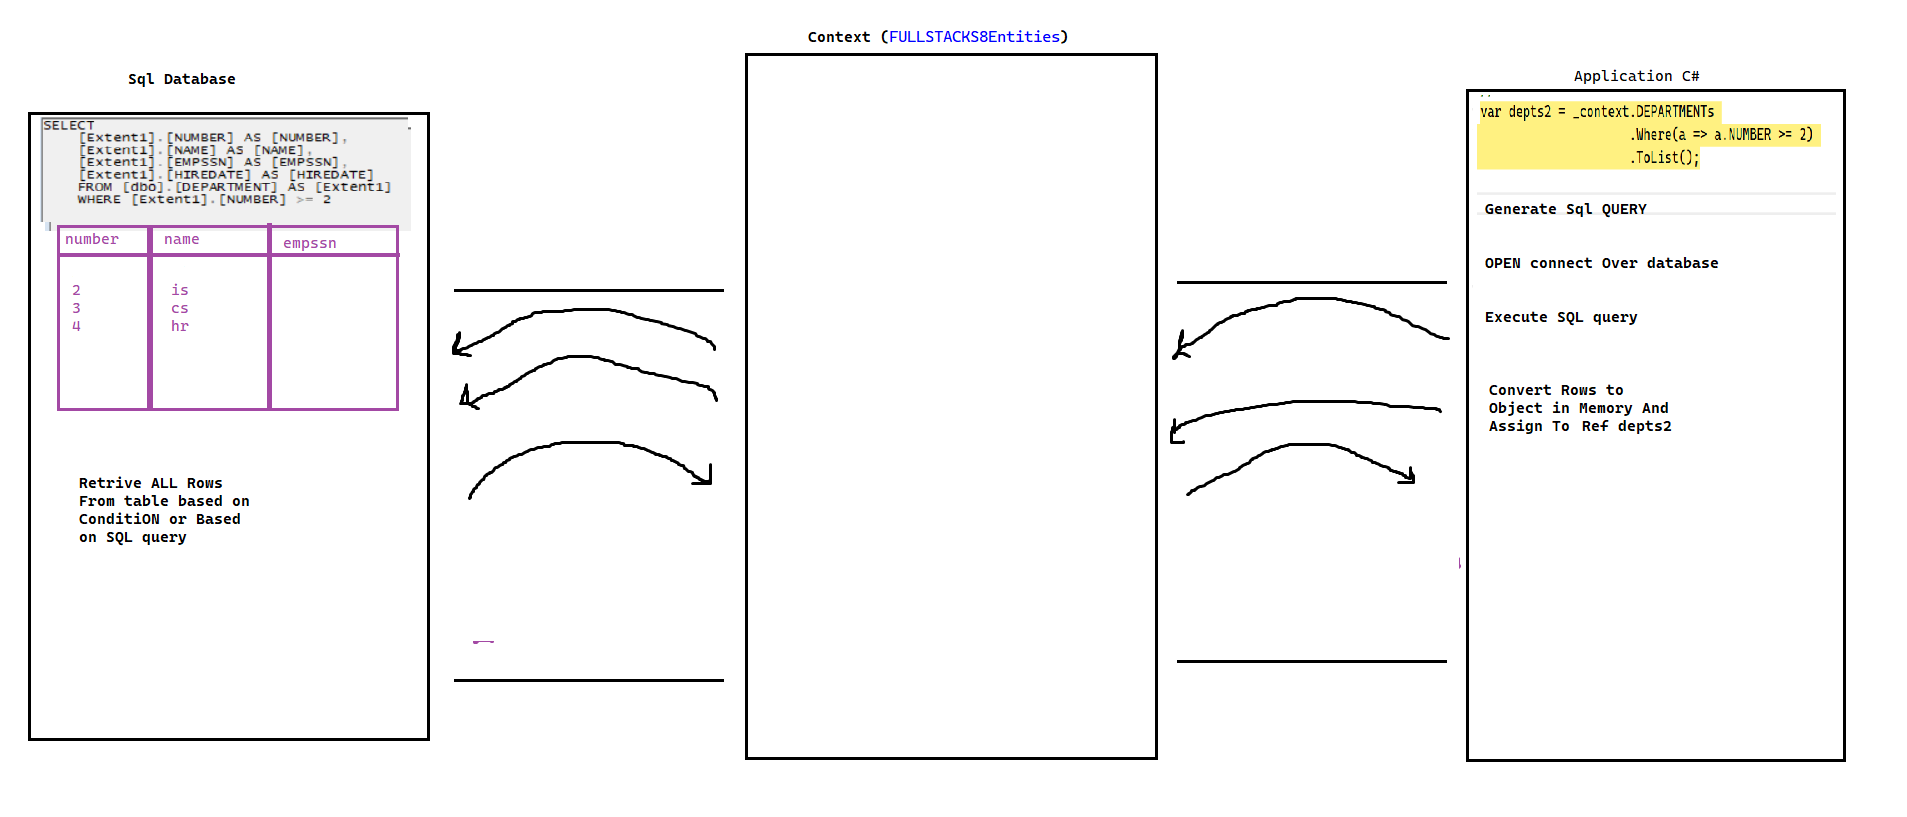 Context (FULLSTACKS8Entities)
Sql Database
SELECT
[Extent1].[NUMBER] AS [NUMBER],
[Extent1].[NAME] AS [NAME],
[Extent1].[EMPSSN] AS [EMPSSN],
[Extent1].[HIREDATE] AS [HIREDATE]
FROM [dbo].[DEPARTMENT] AS [Extent1]
WHERE [Extent1].[NUMBER] >= 2
number name empssn
2 is
3 cs
4 hr
Retrive ALL Rows
From table based on
ConditiON or Based
on SQL query
Application C#
var depts2 = _context.DEPARTMENTs
.Where(a => a.NUMBER >= 2)
.ToList();
Generate Sql QUERY
OPEN connect Over database
Execute SQL query
Convert Rows to
Object in Memory And
Assign To Ref depts2